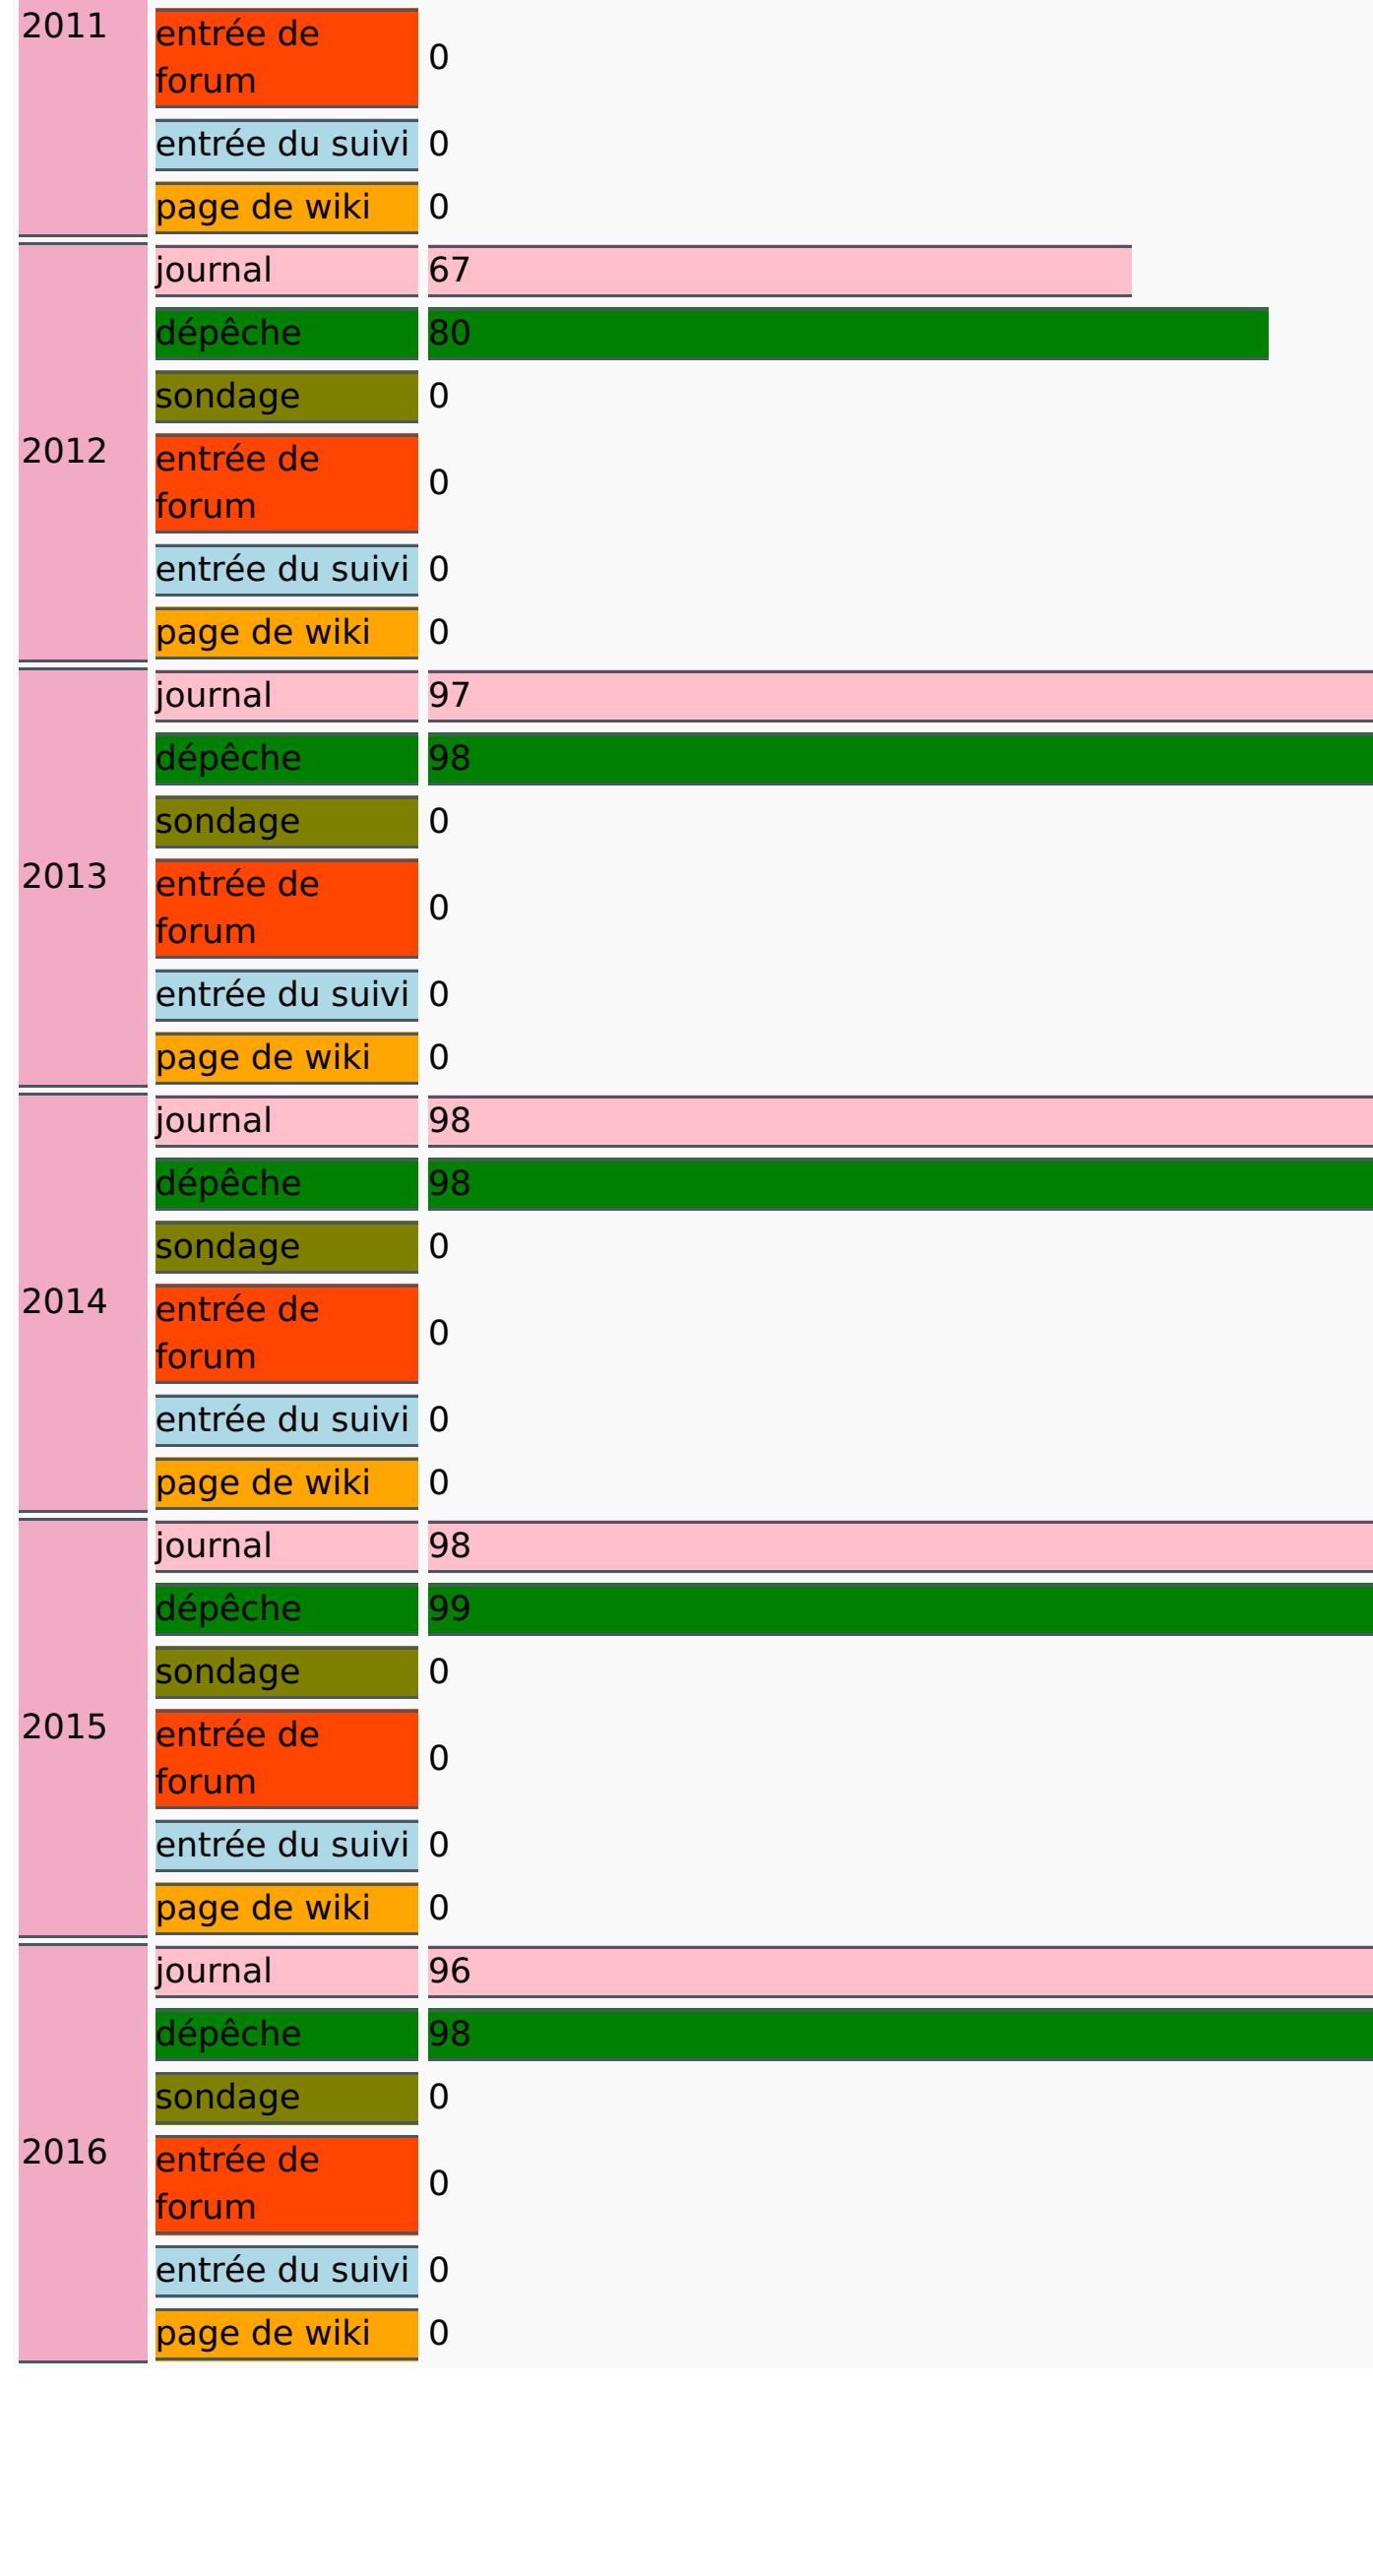 2011
entrée de
forum
0
entrée du suivi 0
page de wiki 0
2012
journal 67
dépêche 80
sondage 0
entrée de
forum
0
entrée du suivi 0
page de wiki 0
2013
journal 97
dépêche 98
sondage 0
entrée de
forum
0
entrée du suivi 0
page de wiki 0
2014
journal 98
dépêche 98
sondage 0
entrée de
forum
0
entrée du suivi 0
page de wiki 0
2015
journal 98
dépêche 99
sondage 0
entrée de
forum
0
entrée du suivi 0
page de wiki 0
2016
journal 96
dépêche 98
sondage 0
entrée de
forum
0
entrée du suivi 0
page de wiki 0